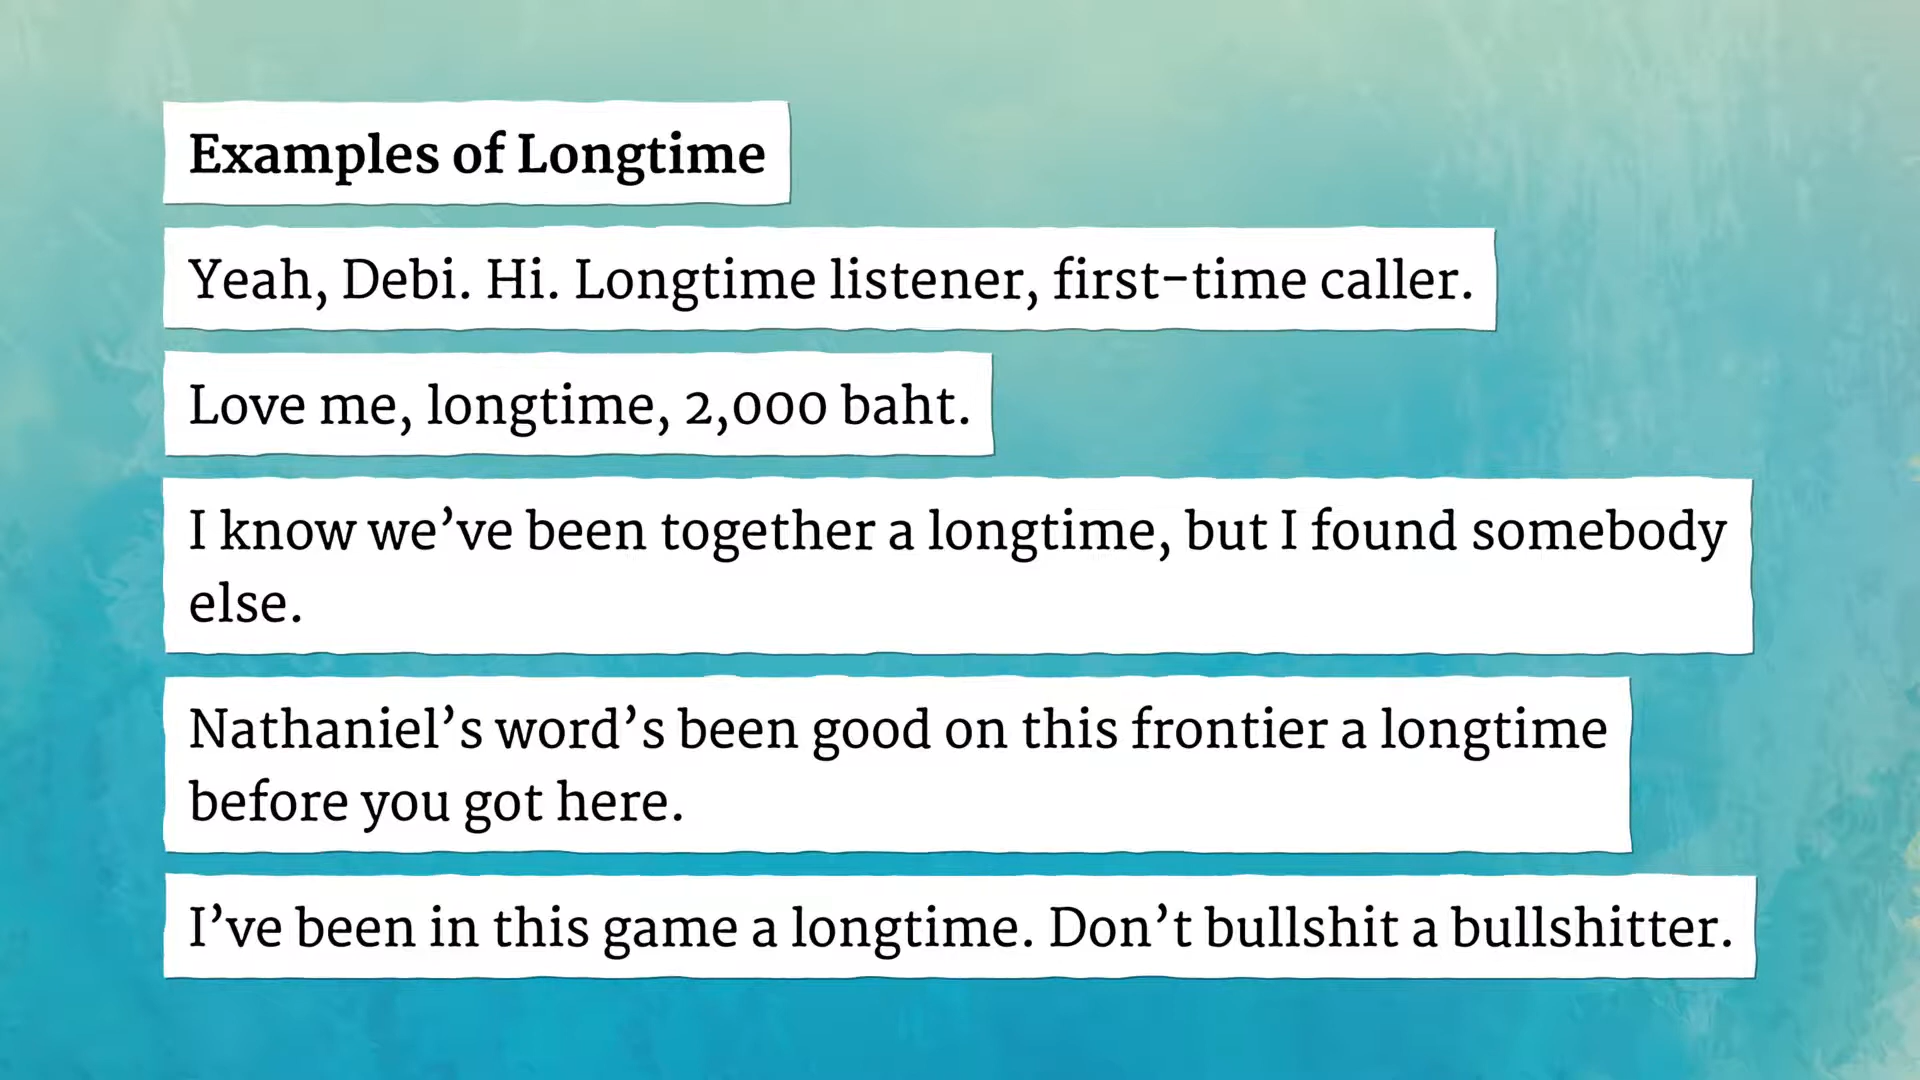 Examples of Longtime
Yeah, Debi. Hi. Longtime listener, first-time caller.
Love me, longtime, 2,000 baht.
I know we’ve been together a longtime, but I found somebody
else.
Nathaniel’s word’s been good on this frontier a longtime
before you got here.
I’ve been in this game a longtime. Don’t bullshit a bullshitter.